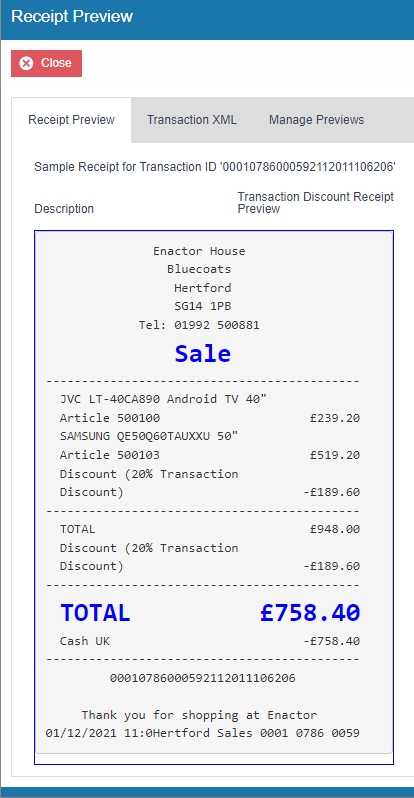 Receipt Preview
Close
Receipt Preview Transaction XML Manage Previews
Sample Receipt for Transaction ID '00010786000592112011106206'
Description Transaction Discount Receipt Preview
Enactor House
Bluecoats
Hertford
SG14 1PB
Tel: 01992 500881
Sale
----------------------------------------
JVC LT-40CA890 Android TV 40"
Article 500100 £239.20
SAMSUNG QE50Q60TAUXXU 50"
Article 500103 £519.20
Discount (20% Transaction
Discount) -£189.60
----------------------------------------
TOTAL £948.00
Discount (20% Transaction
Discount) -£189.60
----------------------------------------
TOTAL £758.40
Cash UK -£758.40
----------------------------------------
00010786000592112011106206
Thank you for shopping at Enactor
01/12/2021 11:0Hertford Sales 0001 0786 0059